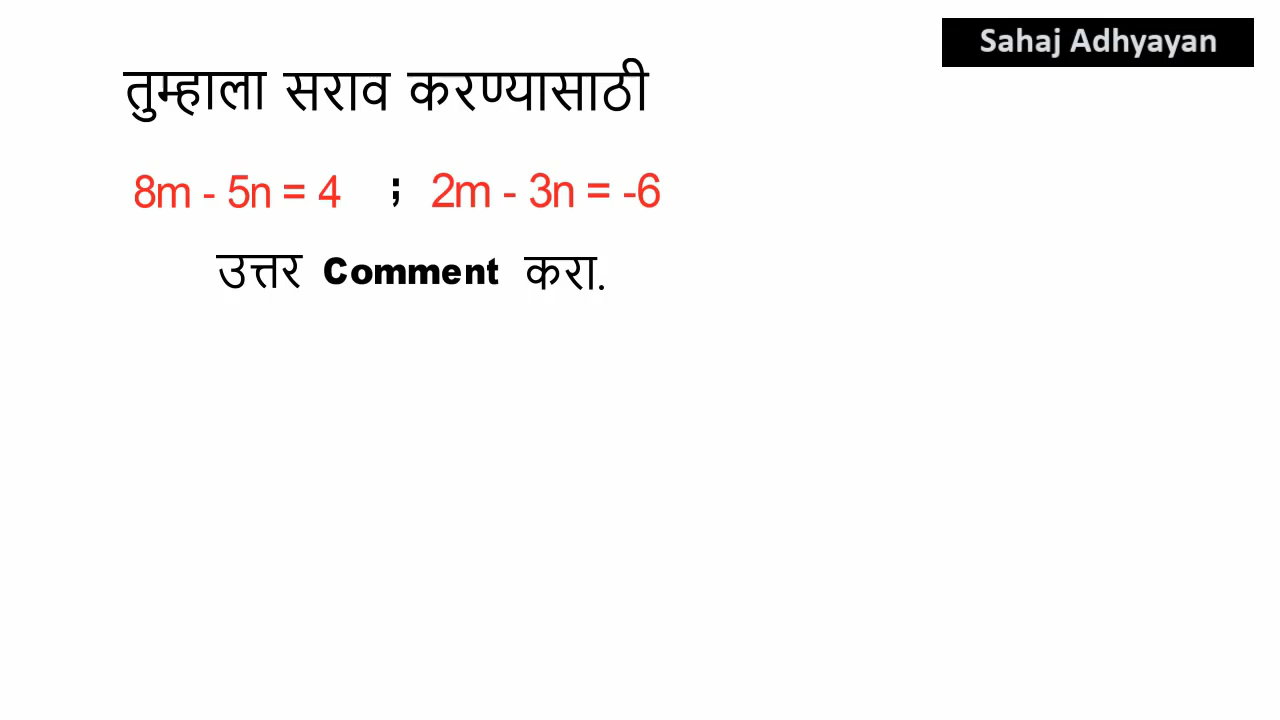 Sahaj Adhyayan
तुम्हाला सराव करण्यासाठी
8m - 5n = 4 ; 2m - 3n = -6
उत्तर Comment करा.